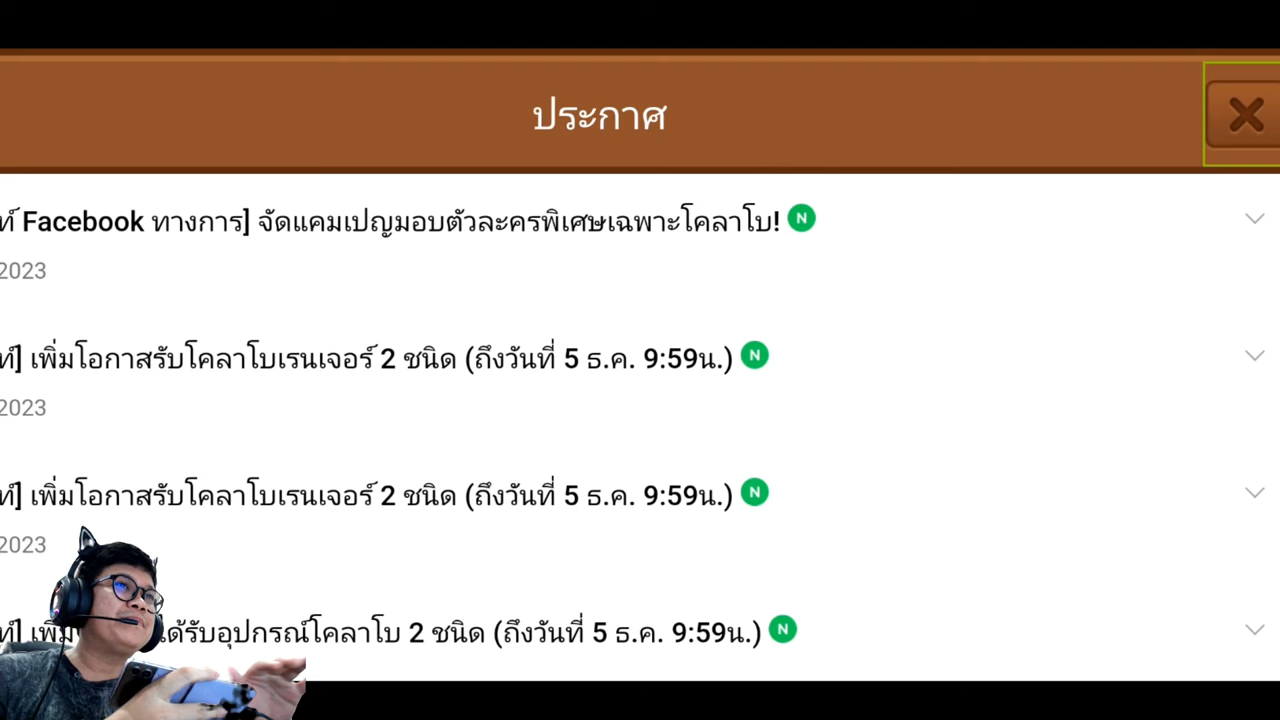 ประกาศ
Facebook ทางการ] จัดแคมเปญมอบตัวละครพิเศษเฉพาะโคลาโบ! N
2023
เพิ่มโอกาสรับโคลาโบเรนเจอร์ 2 ชนิด (ถึงวันที่ 5 ธ.ค. 9:59น.) N
2023
เพิ่มโอกาสรับโคลาโบเรนเจอร์ 2 ชนิด (ถึงวันที่ 5 ธ.ค. 9:59น.) N
2023
ได้รับอุปกรณ์โคลาโบ 2 ชนิด (ถึงวันที่ 5 ธ.ค. 9:59น.) N